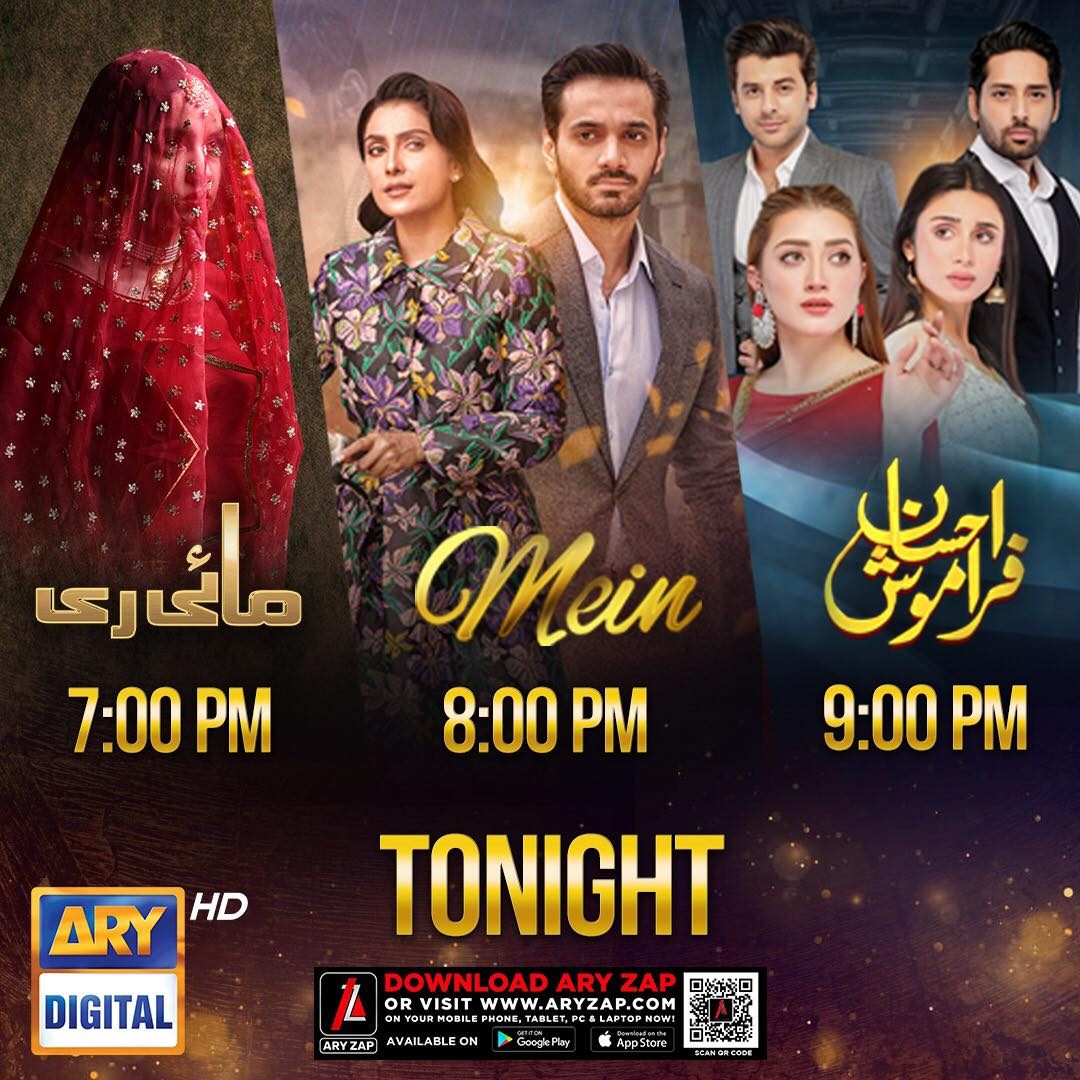 مائی ری
Mein
احسان
فراموش
7:00 PM
8:00 PM
9:00 PM
TONIGHT
ARY
DIGITAL
HD
ARY ZAP
DOWNLOAD ARY ZAP
OR VISIT WWW.ARYZAP.COM
ON YOUR MOBILE PHONE, TABLET, PC & LAPTOP NOW!
AVAILABLE ON
GET IT ON
Google Play
Download on the
App Store
SCAN QR CODE